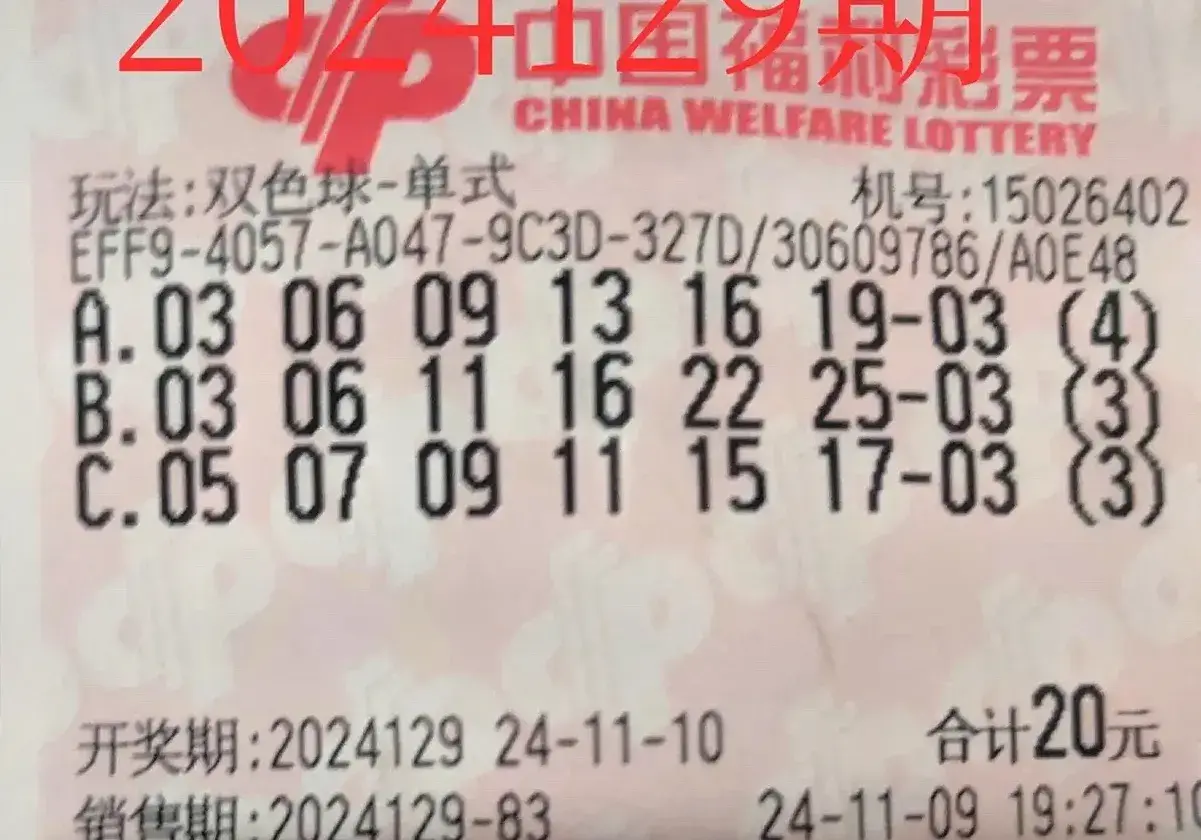 2024129期
中国福利彩票
CHINA WELFARE LOTTERY
玩法:双色球-单式 机号:15026402
EFF9-4057-A047-9C3D-327D/30609786/A0E48
A.03 06 09 13 16 19-03 (4)
B.03 06 11 16 22 25-03 (3)
C.05 07 09 11 15 17-03 (3)
开奖期:2024129 24-11-10 合计20元
销售期:2024129-83 24-11-09 19:27:10